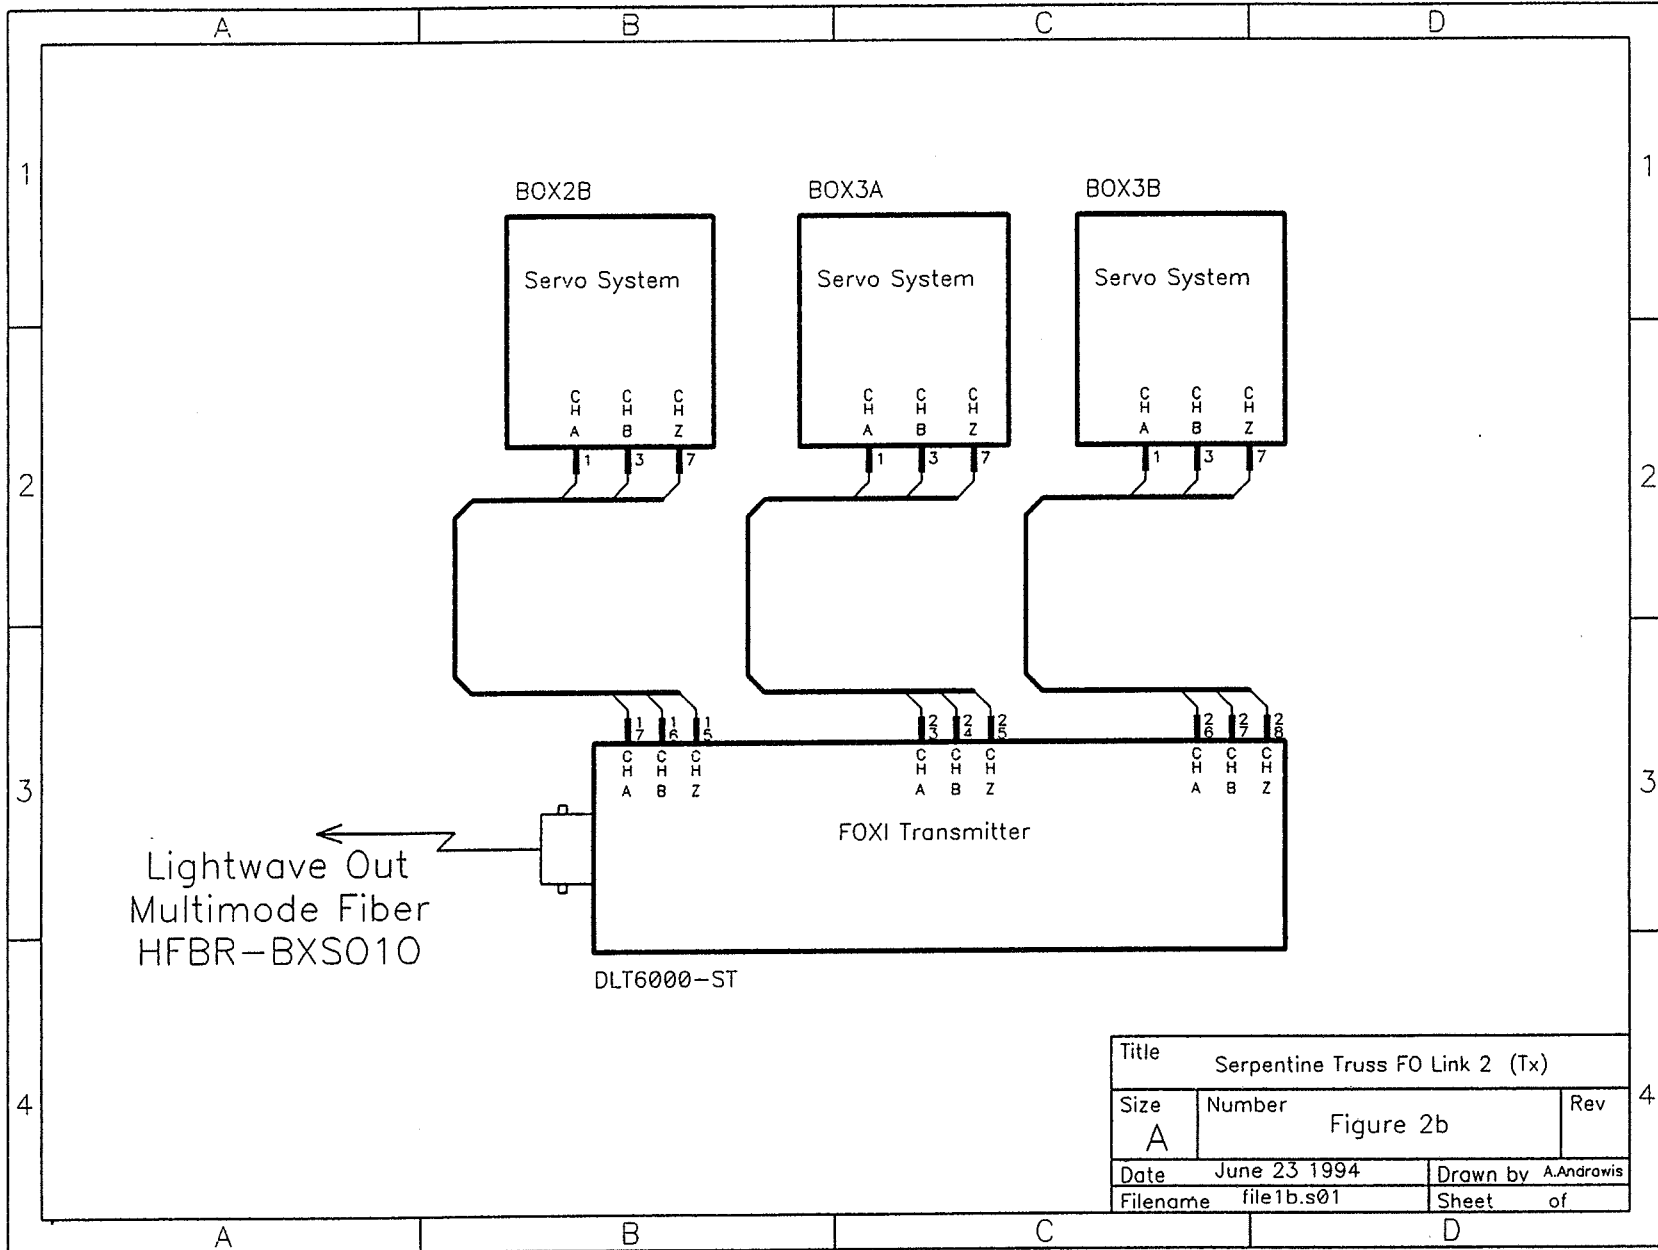 A B C D
1 1
BOX2B BOX3A BOX3B
Servo System Servo System Servo System
CH A CH B CH Z CH A CH B CH Z CH A CH B CH Z
1 3 7 1 3 7 1 3 7
2 2
17 16 15 23 24 25 26 27 28
CH A CH B CH Z CH A CH B CH Z CH A CH B CH Z
3 3
FOXI Transmitter
Lightwave Out
Multimode Fiber
HFBR-BXS010
DLT6000-ST
Title Serpentine Truss FO Link 2 (Tx)
4 4
Size A Number Figure 2b Rev
Date June 23 1994 Drawn by A.Andrawis
Filename file1b.s01 Sheet of
A B C D